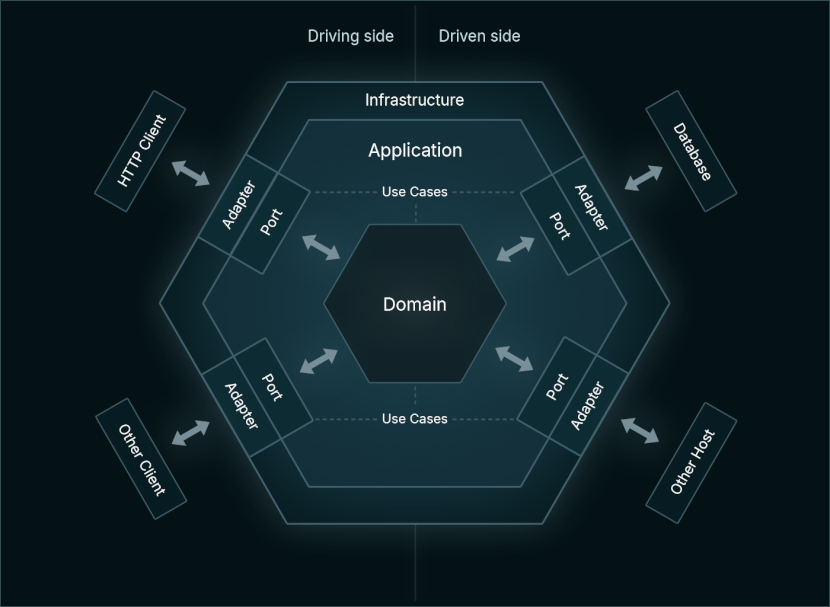 Driving side
Driven side
Infrastructure
Application
HTTP Client
Adapter
Port
Use Cases
Port
Adapter
Database
Domain
Other Client
Adapter
Port
Use Cases
Port
Adapter
Other Host